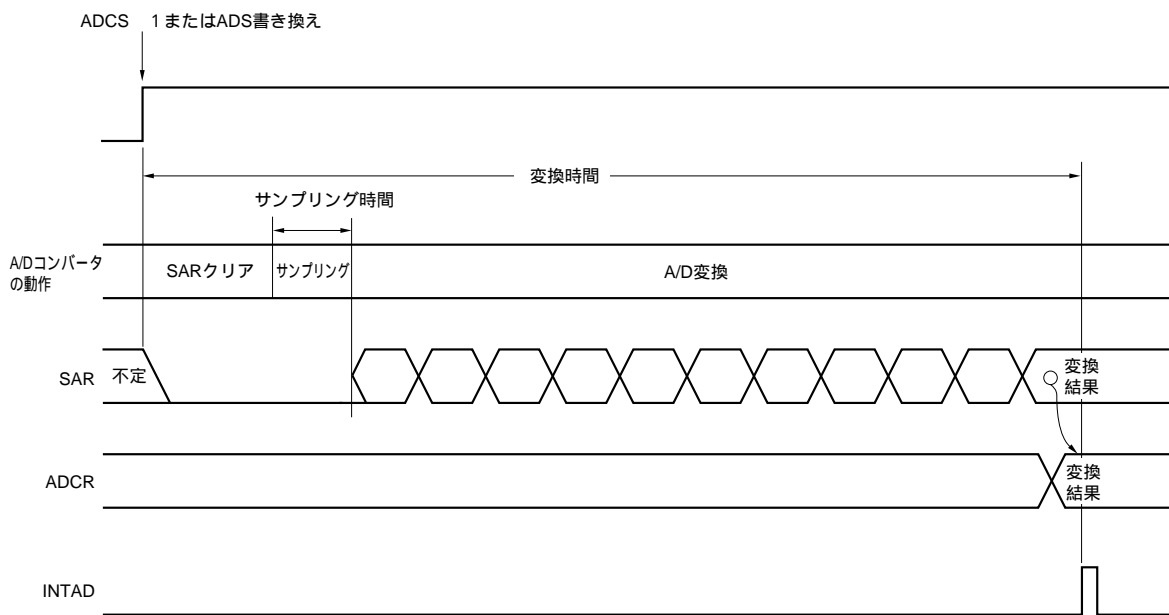 ADCS 1またはADS書き換え
変換時間
サンプリング時間
A/Dコンバータ
の動作
SARクリア
サンプリング
A/D変換
SAR
不定
変換
結果
ADCR
変換
結果
INTAD